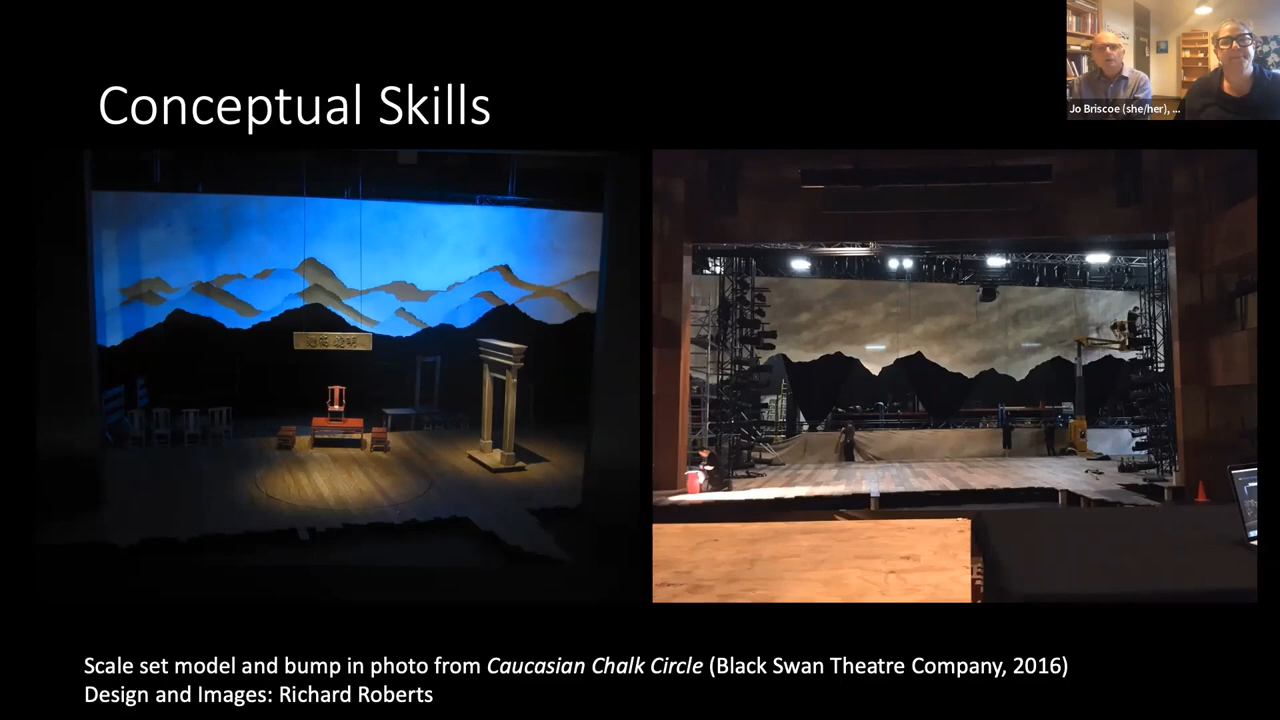 Conceptual Skills
Jo Briscoe (she/her), ...
Scale set model and bump in photo from Caucasian Chalk Circle (Black Swan Theatre Company, 2016)
Design and Images: Richard Roberts